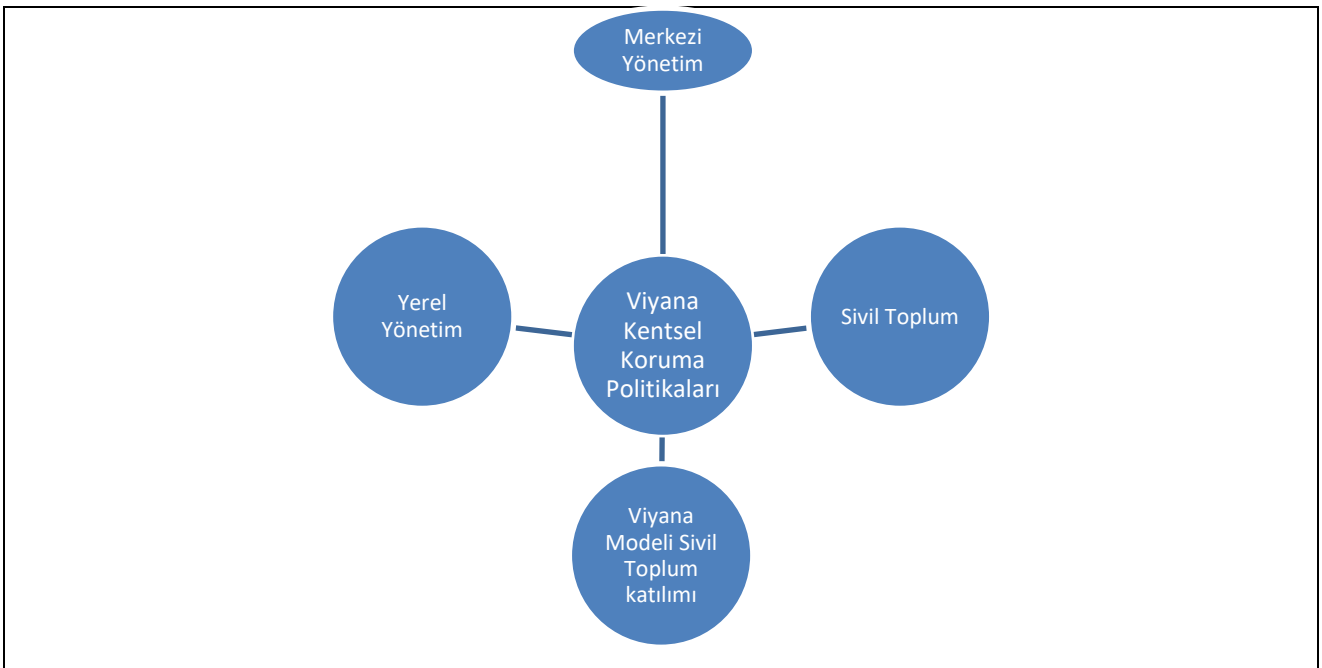 Merkezi
Yönetim
Yerel
Yönetim
Viyana
Kentsel
Koruma
Politikaları
Sivil Toplum
Viyana
Modeli Sivil
Toplum
katılımı